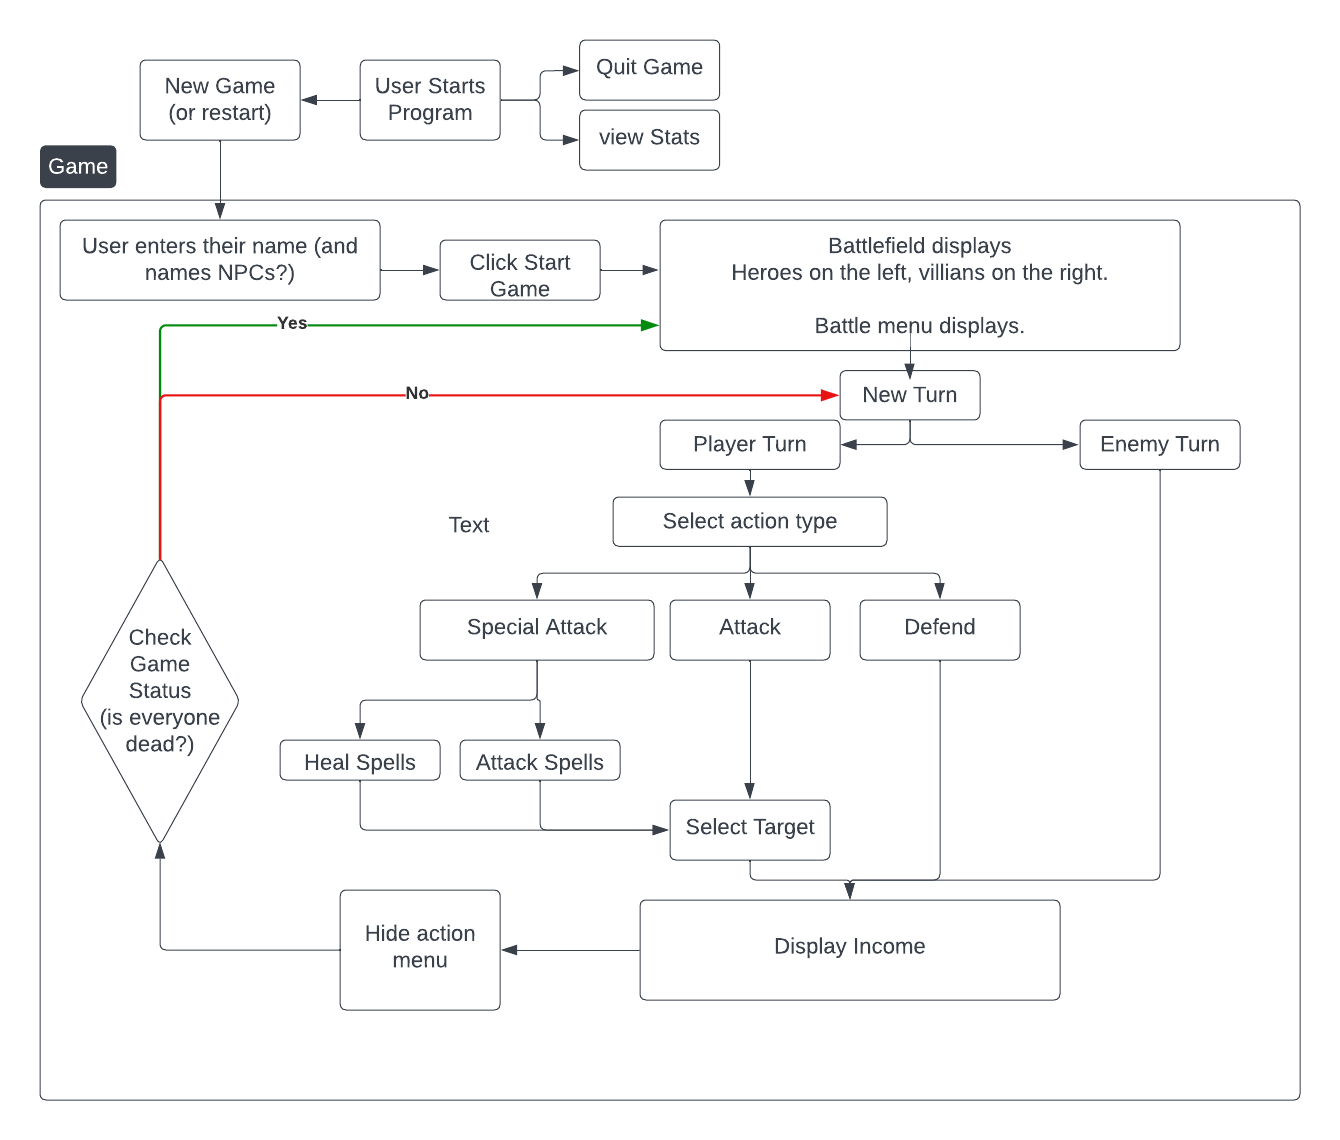 Quit Game
New Game
(or restart)
User Starts
Program
view Stats
Game
User enters their name (and
names NPCs?)
Click Start
Game
Battlefield displays
Heroes on the left, villians on the right.
Battle menu displays.
Yes
No
New Turn
Player Turn
Enemy Turn
Text
Select action type
Special Attack
Attack
Defend
Check
Game
Status
(is everyone
dead?)
Heal Spells
Attack Spells
Select Target
Hide action
menu
Display Income